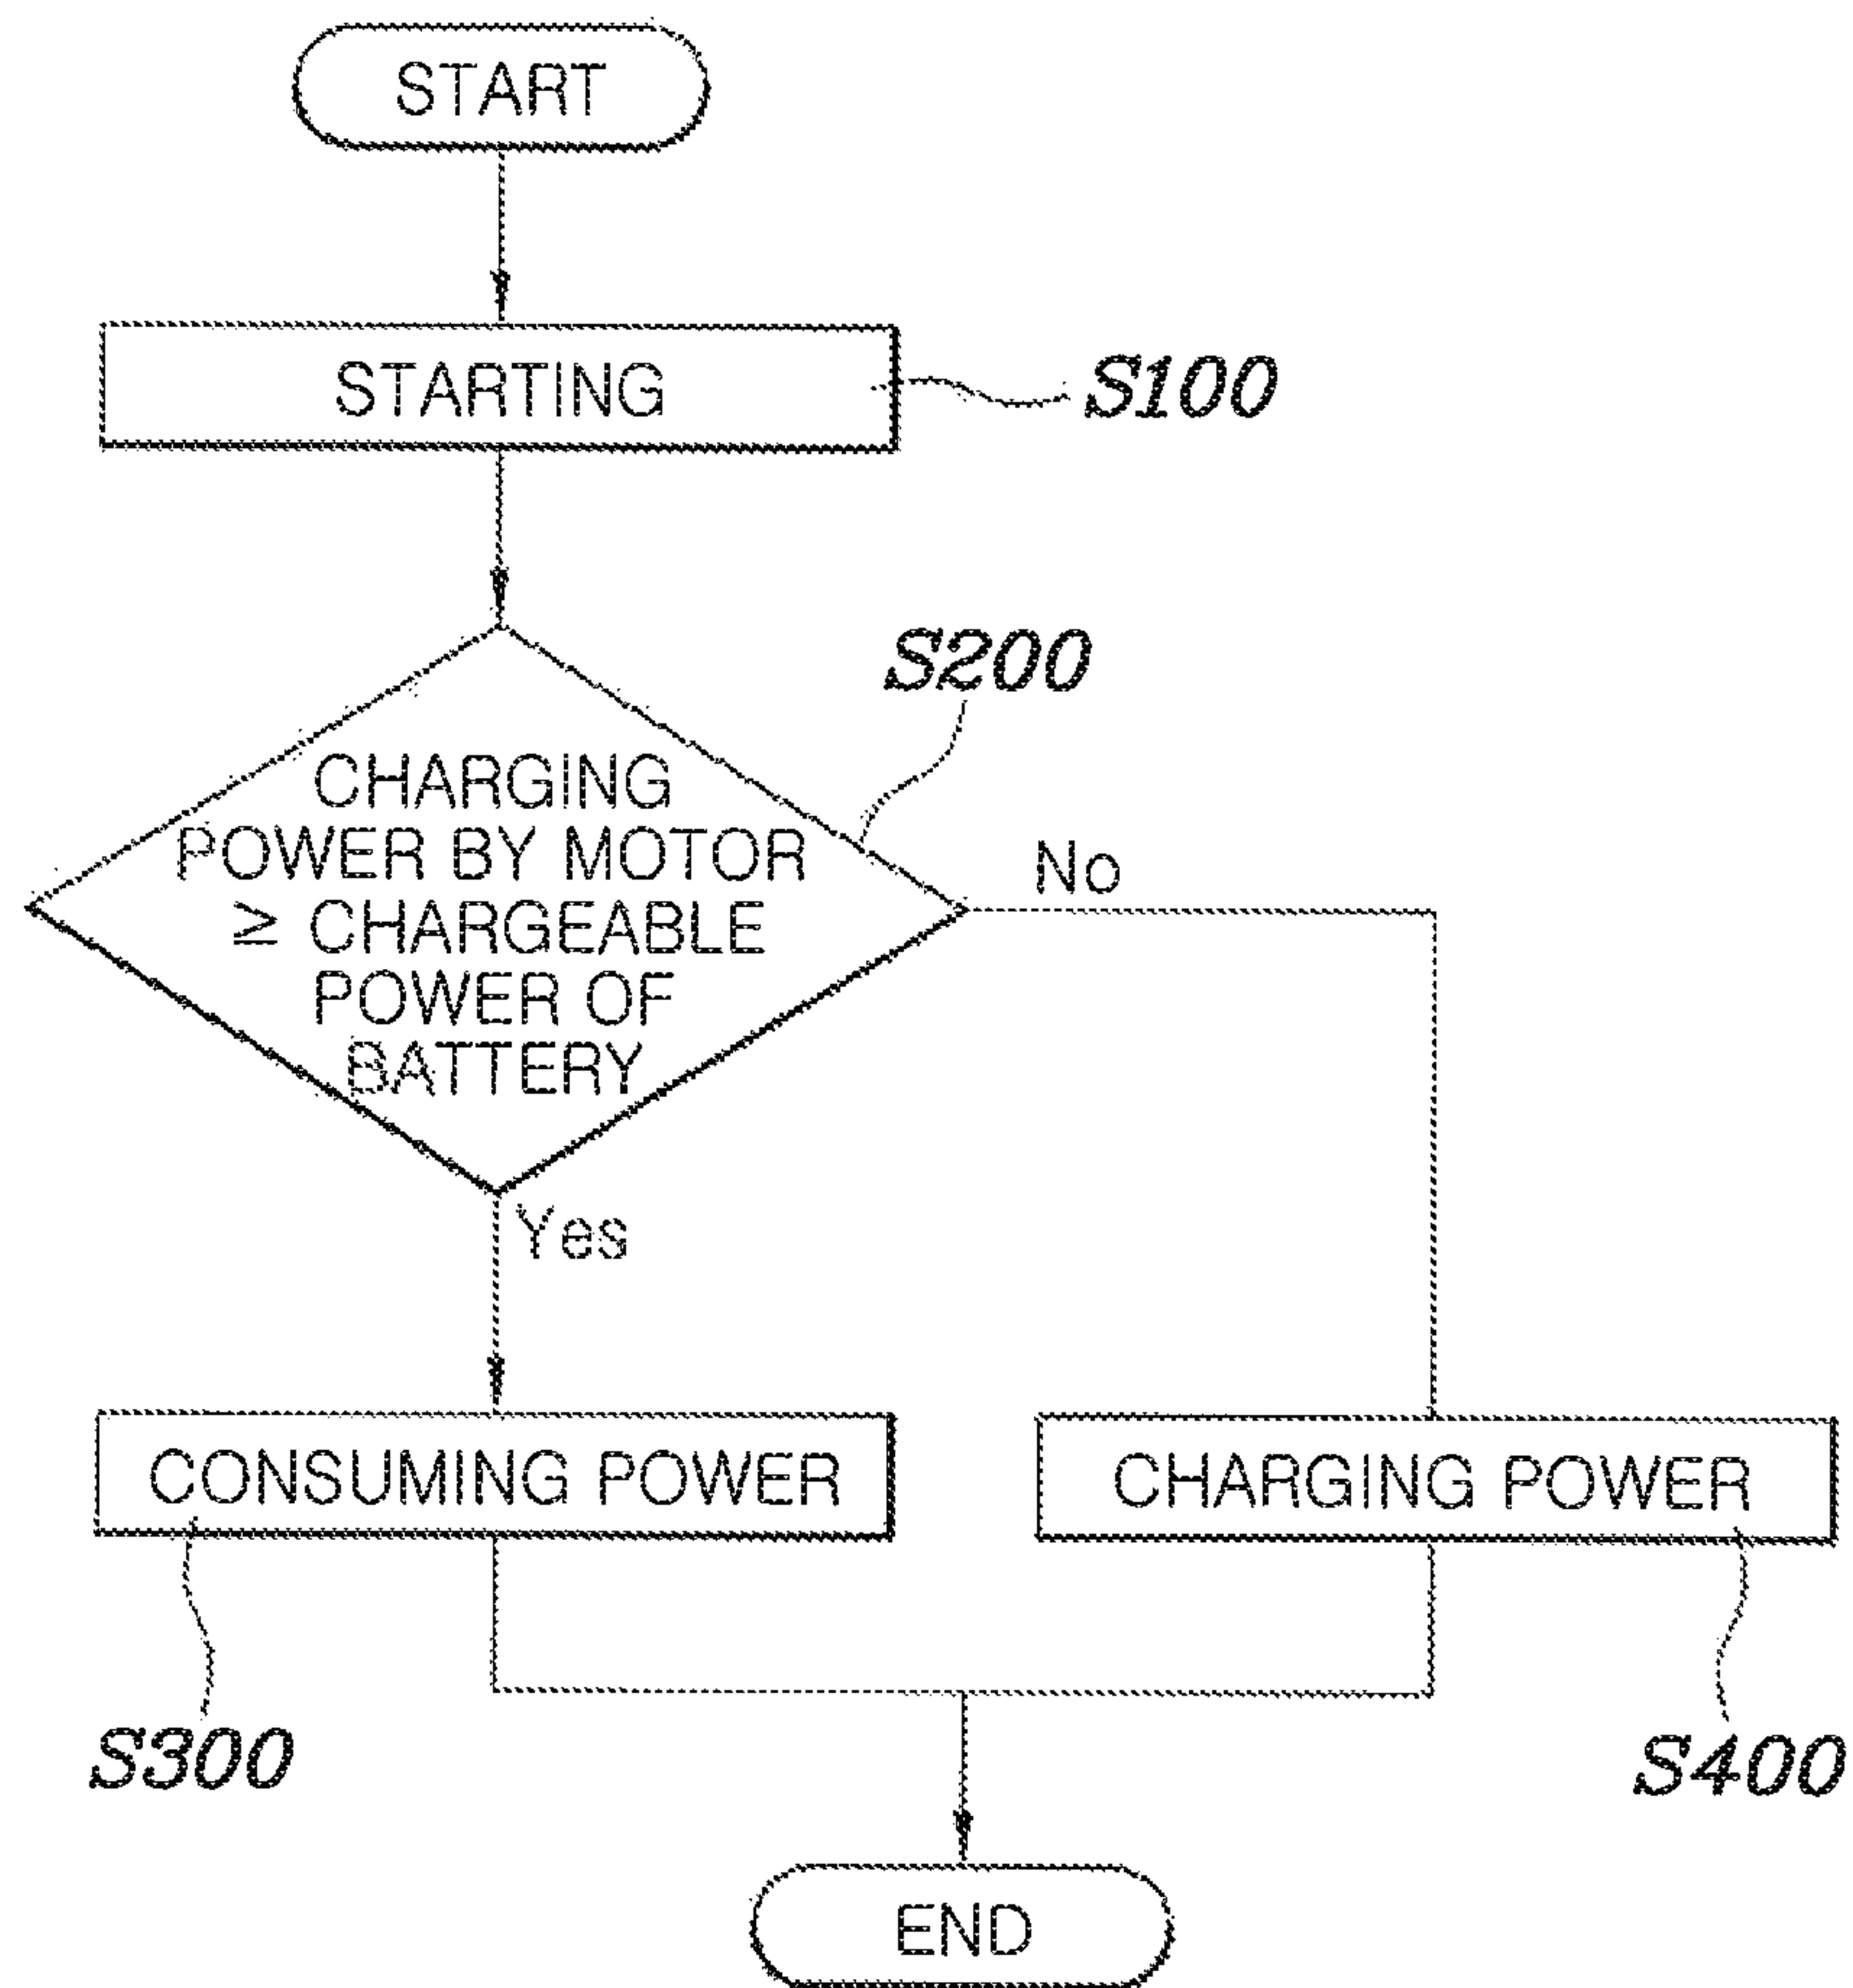 START
STARTING
S100
S200
CHARGING
POWER BY MOTOR
≥ CHARGEABLE
POWER OF
BATTERY
No
Yes
CONSUMING POWER
CHARGING POWER
S300
S400
END